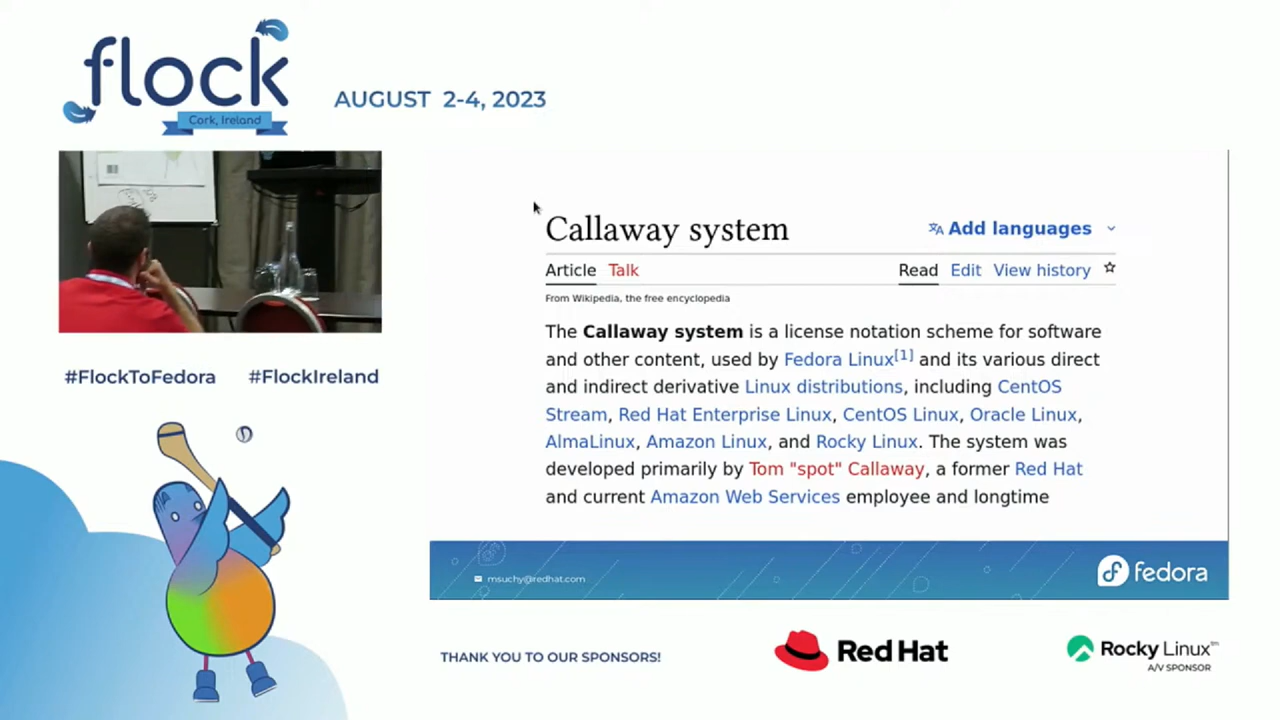 flock
Cork, Ireland
AUGUST 2-4, 2023
#FlockToFedora #FlockIreland
Callaway system
Add languages
Article Talk Read Edit View history
From Wikipedia, the free encyclopedia
The Callaway system is a license notation scheme for software
and other content, used by Fedora Linux[1] and its various direct
and indirect derivative Linux distributions, including CentOS
Stream, Red Hat Enterprise Linux, CentOS Linux, Oracle Linux,
AlmaLinux, Amazon Linux, and Rocky Linux. The system was
developed primarily by Tom "spot" Callaway, a former Red Hat
and current Amazon Web Services employee and longtime
msuchy@redhat.com
fedora
THANK YOU TO OUR SPONSORS!
Red Hat
Rocky Linux™
A/V SPONSOR